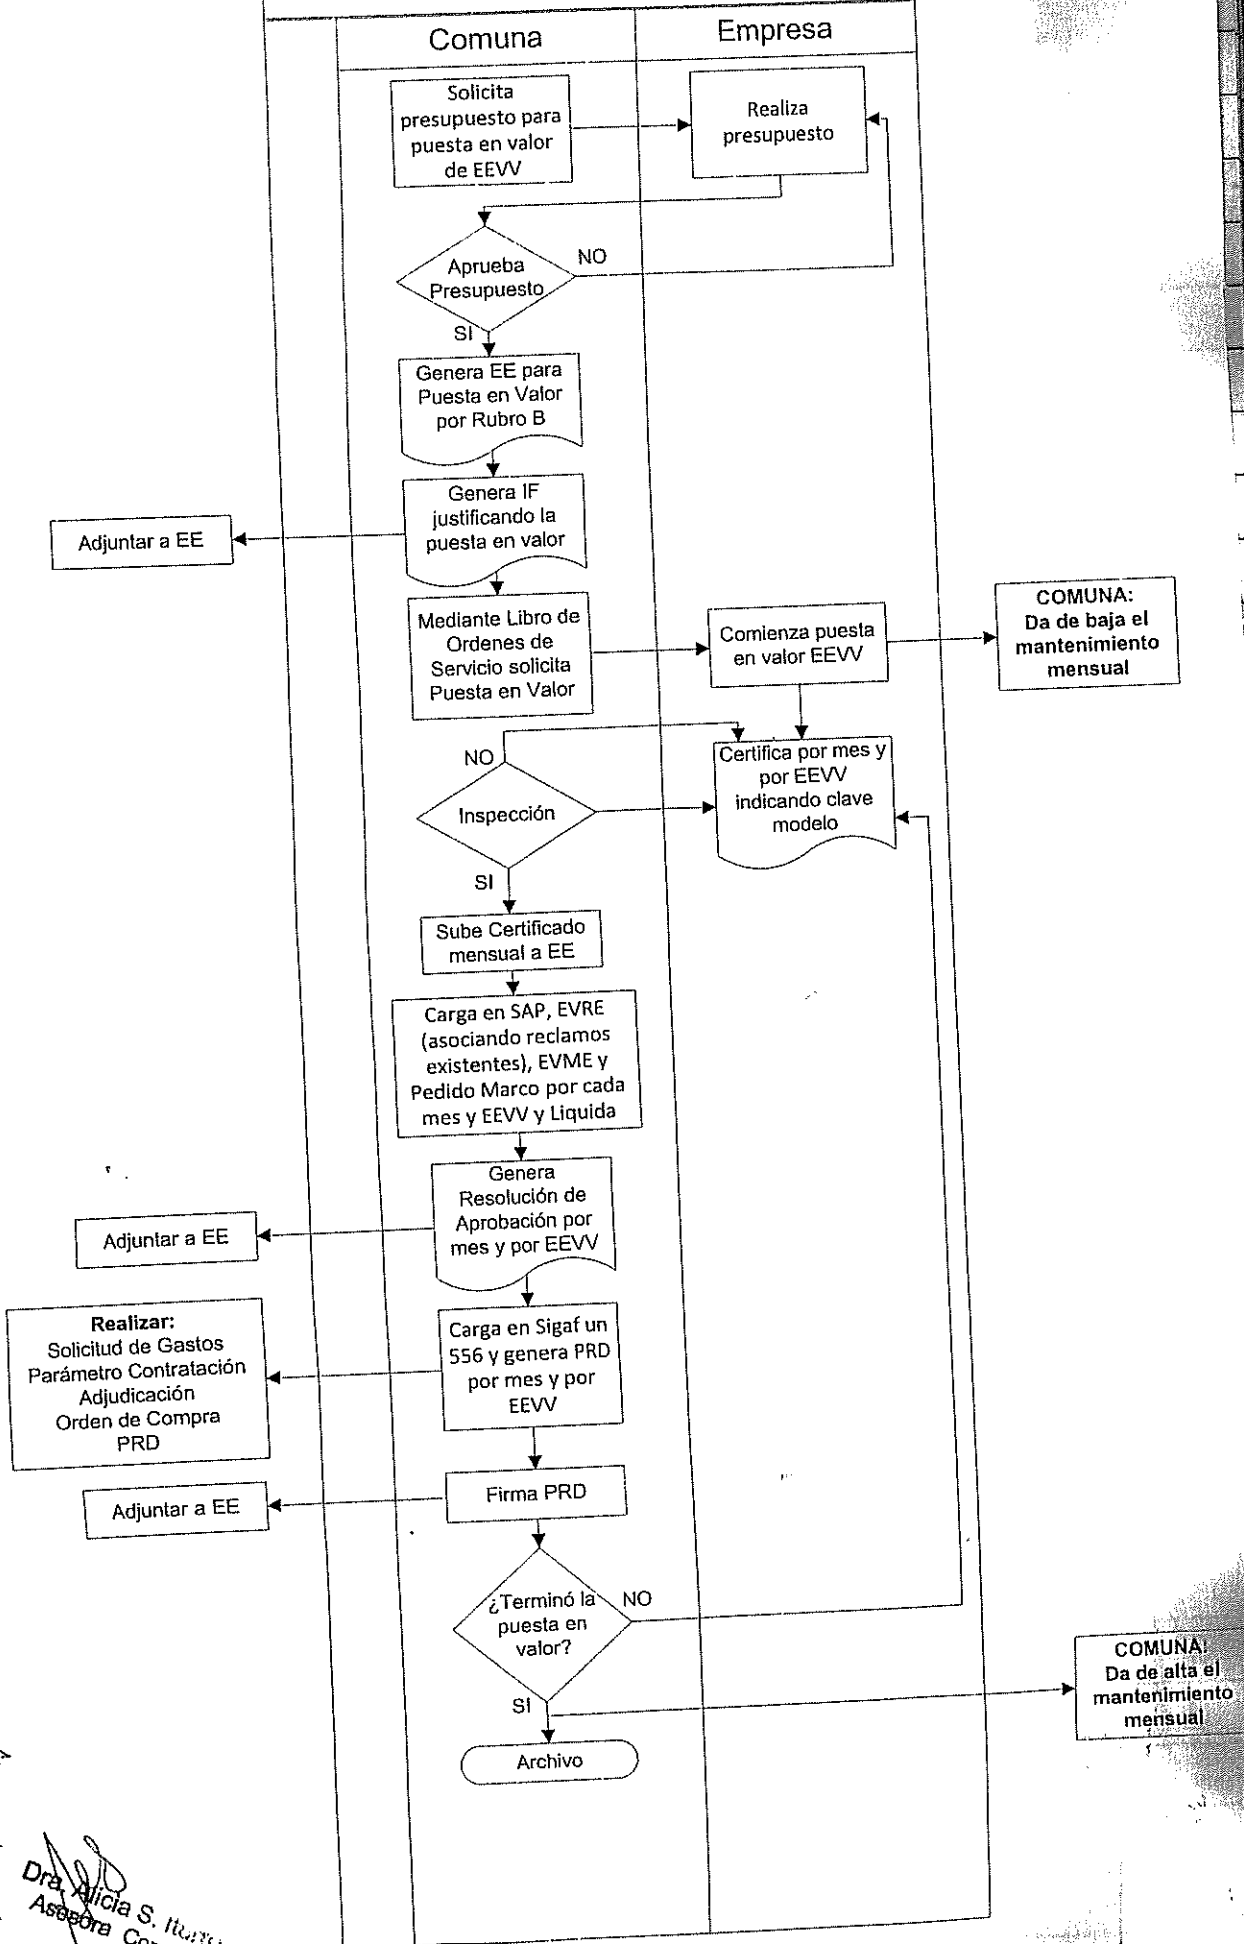 Comuna
Empresa
Solicita
presupuesto para
puesta en valor
de EEVV
Realiza
presupuesto
Aprueba
Presupuesto
NO
SI
Genera EE para
Puesta en Valor
por Rubro B
Genera IF
justificando la
puesta en valor
Adjuntar a EE
Mediante Libro de
Ordenes de
Servicio solicita
Puesta en Valor
Comienza puesta
en valor EEVV
COMUNA:
Da de baja el
mantenimiento
mensual
NO
Inspección
SI
Certifica por mes y
por EEVV
indicando clave
modelo
Sube Certificado
mensual a EE
Carga en SAP, EVRE
(asociando reclamos
existentes), EVME y
Pedido Marco por cada
mes y EEVV y Liquida
Genera
Resolución de
Aprobación por
mes y por EEVV
Adjuntar a EE
Carga en Sigaf un
556 y genera PRD
por mes y por
EEVV
Realizar:
Solicitud de Gastos
Parámetro Contratación
Adjudicación
Orden de Compra
PRD
Firma PRD
Adjuntar a EE
¿Terminó la
puesta en
valor?
NO
SI
COMUNA:
Da de alta el
mantenimiento
mensual
Archivo
Dra. Alicia S.
Asesora